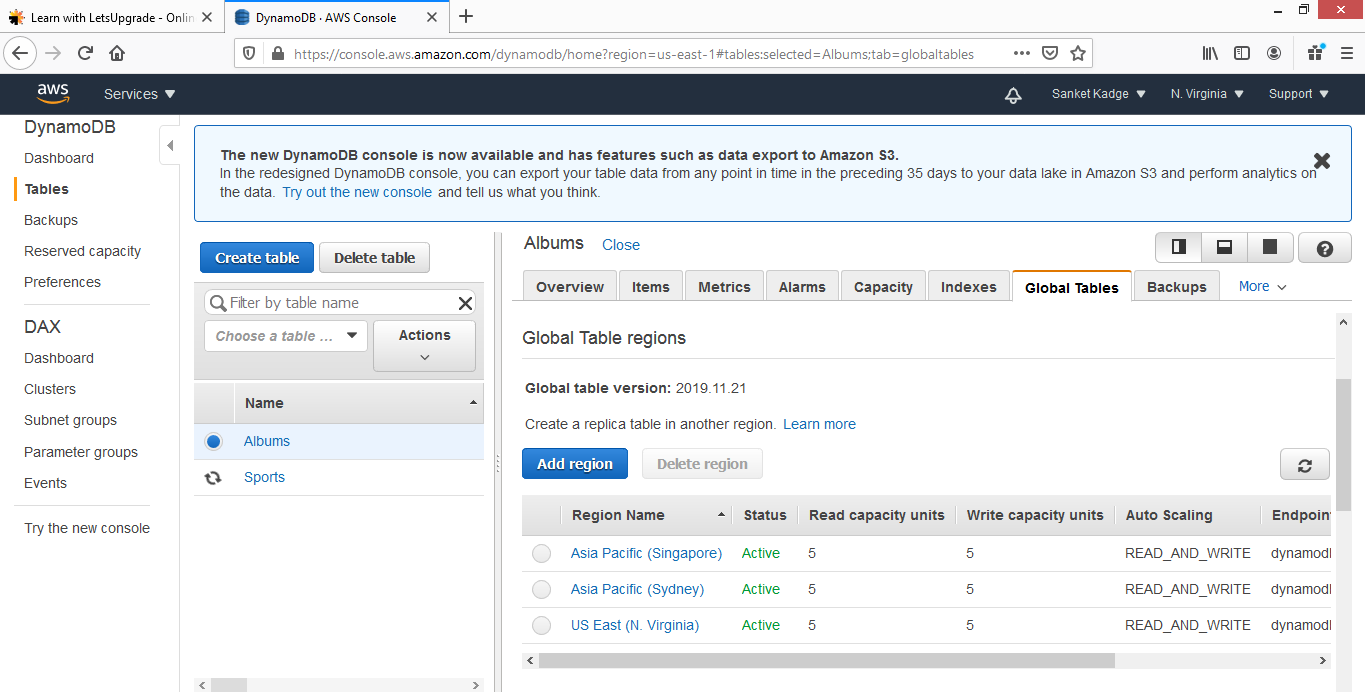 Learn with LetsUpgrade - Onlin
DynamoDB · AWS Console
https://console.aws.amazon.com/dynamodb/home?region=us-east-1#tables:selected=Albums;tab=globaltables
aws
Services
Sanket Kadge
N. Virginia
Support
DynamoDB
Dashboard
Tables
Backups
Reserved capacity
Preferences
DAX
Dashboard
Clusters
Subnet groups
Parameter groups
Events
Try the new console
The new DynamoDB console is now available and has features such as data export to Amazon S3.
In the redesigned DynamoDB console, you can export your table data from any point in time in the preceding 35 days to your data lake in Amazon S3 and perform analytics on
the data. Try out the new console and tell us what you think.
Create table
Delete table
Filter by table name
Choose a table ...
Actions
Name
Albums
Sports
Albums Close
Overview
Items
Metrics
Alarms
Capacity
Indexes
Global Tables
Backups
More
Global Table regions
Global table version: 2019.11.21
Create a replica table in another region. Learn more
Add region
Delete region
Region Name Status Read capacity units Write capacity units Auto Scaling Endpoin
Asia Pacific (Singapore) Active 5 5 READ_AND_WRITE dynamod
Asia Pacific (Sydney) Active 5 5 READ_AND_WRITE dynamod
US East (N. Virginia) Active 5 5 READ_AND_WRITE dynamod